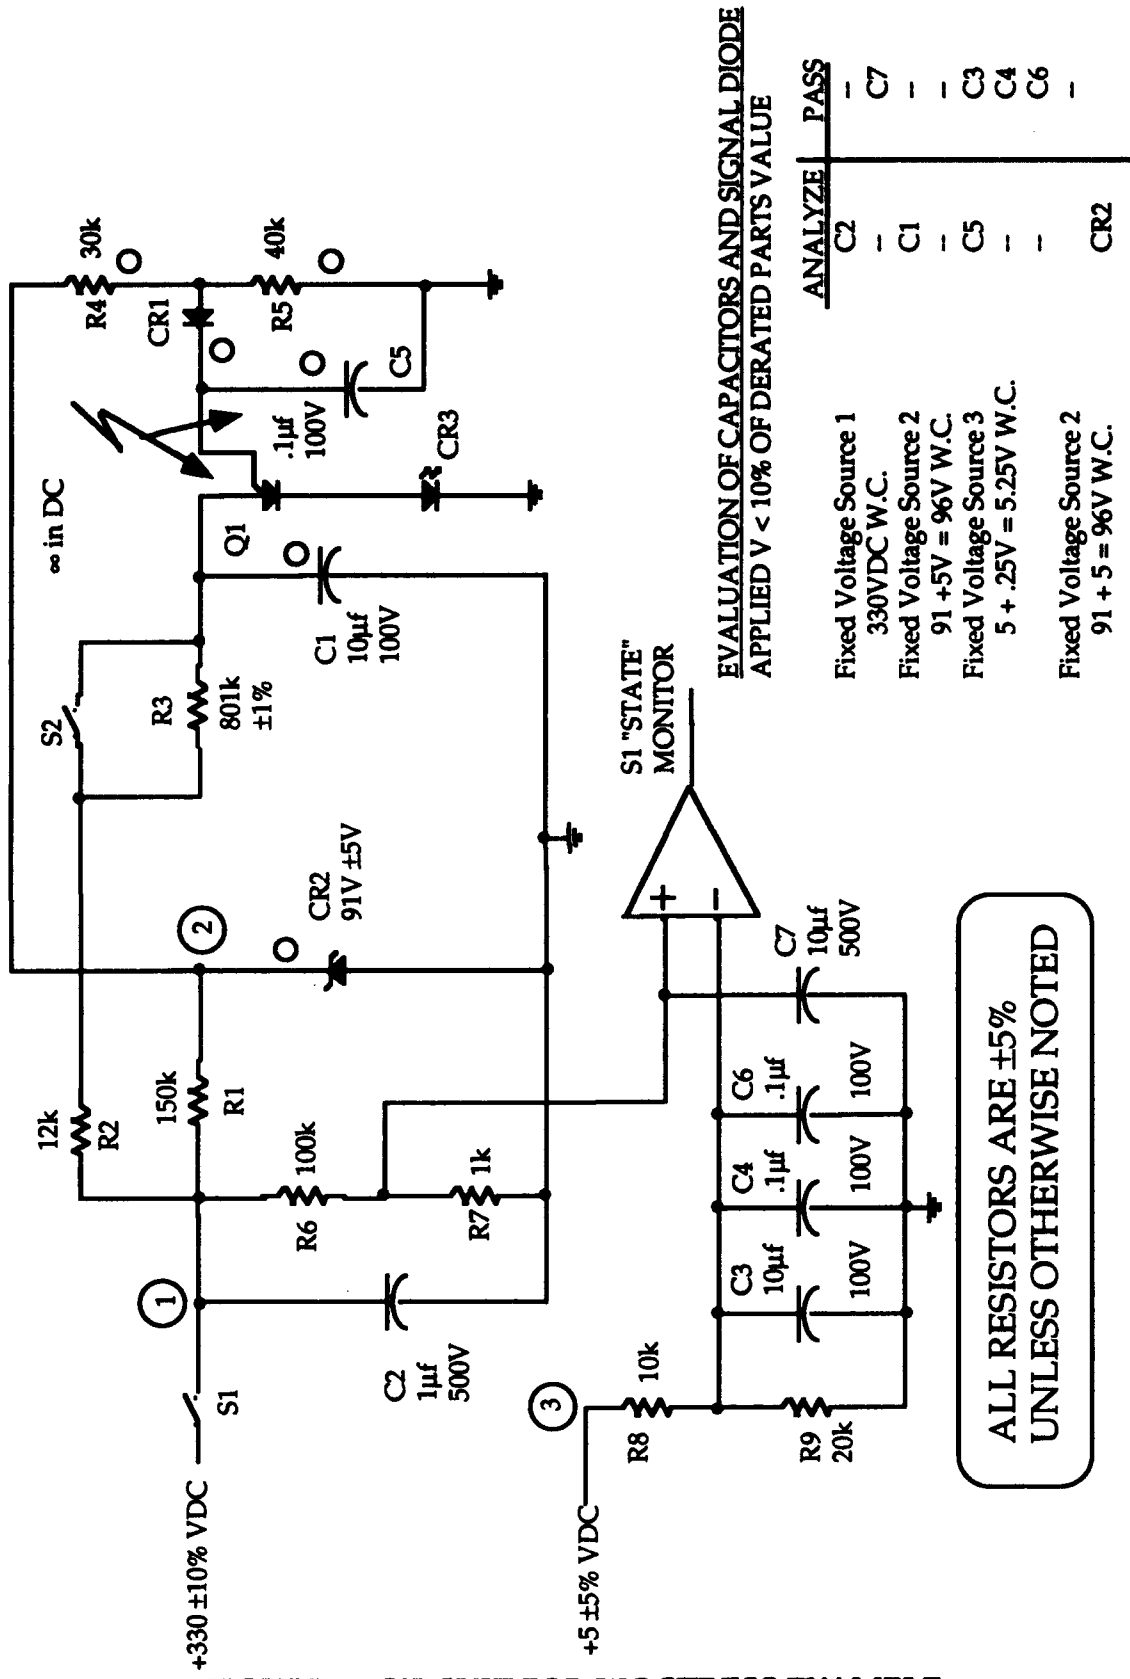 +330 ±10% VDC
S1
1
C2
1µf
500V
R6
100k
R7
1k
12k
R2
150k
R1
2
CR2
91V ±5V
S2
R3
801k
±1%
∞ in DC
C1
10µf
100V
Q1
.1µf
100V
CR3
C5
CR1
R4
30k
R5
40k
+5 ±5% VDC
3
R8
10k
R9
20k
C3
10µf
100V
C4
.1µf
100V
C6
.1µf
100V
C7
10µf
500V
+
–
S1 "STATE"
MONITOR
EVALUATION OF CAPACITORS AND SIGNAL DIODE
APPLIED V < 10% OF DERATED PARTS VALUE
ANALYZE PASS
Fixed Voltage Source 1 C2 –
330VDC W.C. – C7
Fixed Voltage Source 2 C1 –
91 +5V = 96V W.C. – –
Fixed Voltage Source 3 C5 C3
5 + .25V = 5.25V W.C. – C4
– C6
Fixed Voltage Source 2 –
91 + 5 = 96V W.C. CR2
ALL RESISTORS ARE ±5%
UNLESS OTHERWISE NOTED